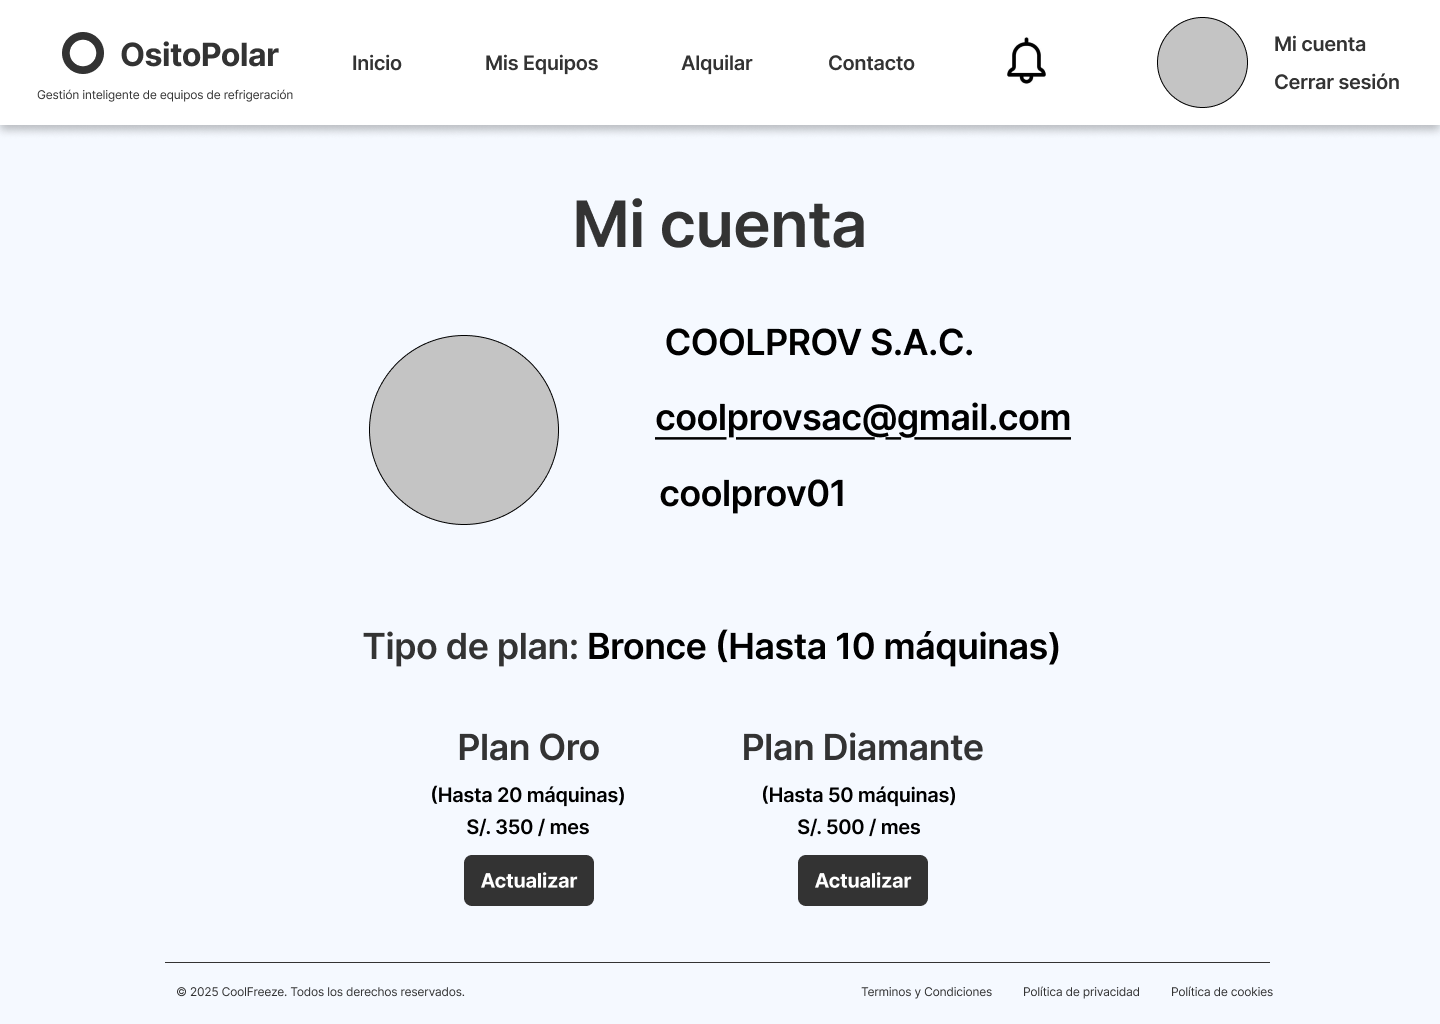 OsitoPolar
Gestión inteligente de equipos de refrigeración
Inicio
Mis Equipos
Alquilar
Contacto
Mi cuenta
Cerrar sesión
Mi cuenta
COOLPROV S.A.C.
coolprovsac@gmail.com
coolprov01
Tipo de plan: Bronce (Hasta 10 máquinas)
Plan Oro
(Hasta 20 máquinas)
S/. 350 / mes
Actualizar
Plan Diamante
(Hasta 50 máquinas)
S/. 500 / mes
Actualizar
© 2025 CoolFreeze. Todos los derechos reservados.
Terminos y Condiciones
Política de privacidad
Política de cookies